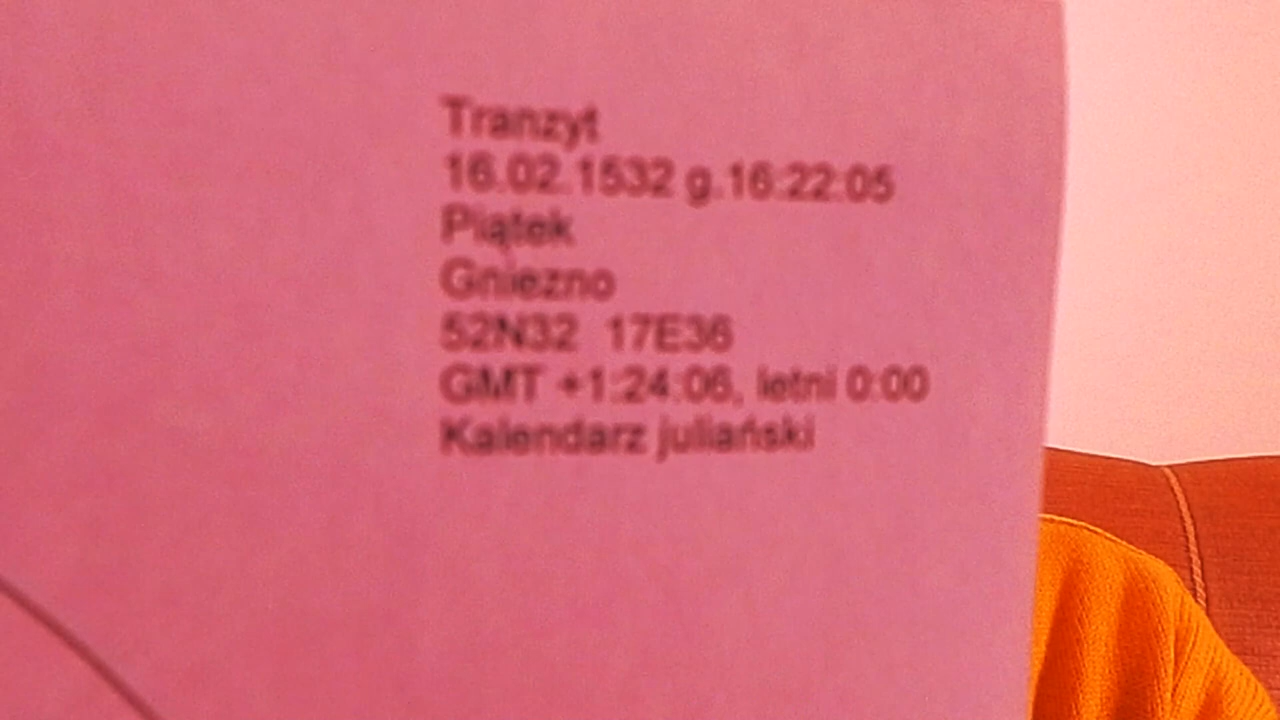 Tranzyt
16.02.1532 g.16:22:05
Piątek
Gniezno
52N32 17E36
GMT +1:24:06, letni 0:00
Kalendarz juliański